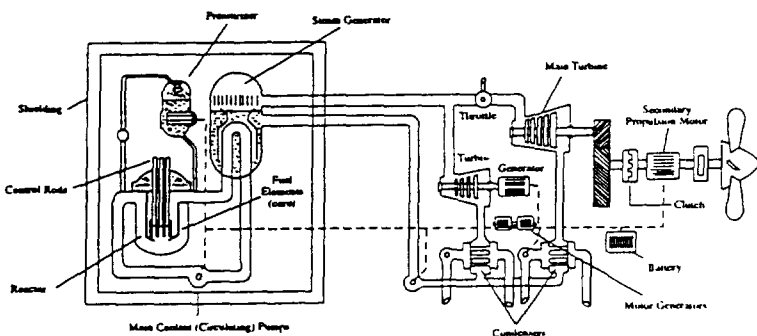 Pressurizer
Steam Generator
Shielding
Control Rods
Reactor
Fuel
Elements
(core)
Main Coolant (Circulating) Pumps
Throttle
Main Turbine
Turbine
Generator
Secondary
Propulsion Motor
Clutch
Battery
Motor Generators
Condensers